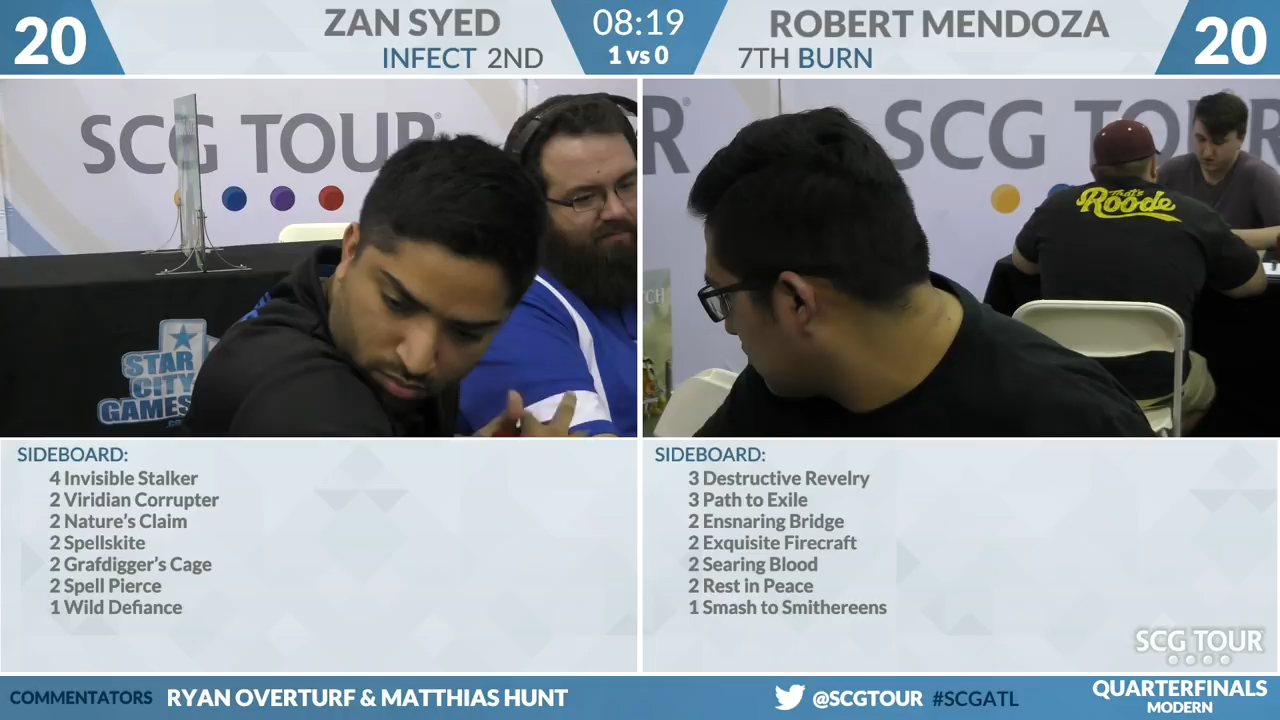 20
ZAN SYED
INFECT 2ND
08:19
1 vs 0
ROBERT MENDOZA
7TH BURN
20
SCG TOUR®
STAR
CITY
GAMES
R®
SCG TOUR
That's
Roode
TCH
SIDEBOARD:
4 Invisible Stalker
2 Viridian Corrupter
2 Nature's Claim
2 Spellskite
2 Grafdigger's Cage
2 Spell Pierce
1 Wild Defiance
SIDEBOARD:
3 Destructive Revelry
3 Path to Exile
2 Ensnaring Bridge
2 Exquisite Firecraft
2 Searing Blood
2 Rest in Peace
1 Smash to Smithereens
SCG TOUR
COMMENTATORS RYAN OVERTURF & MATTHIAS HUNT
@SCGTOUR #SCGATL
QUARTERFINALS
MODERN